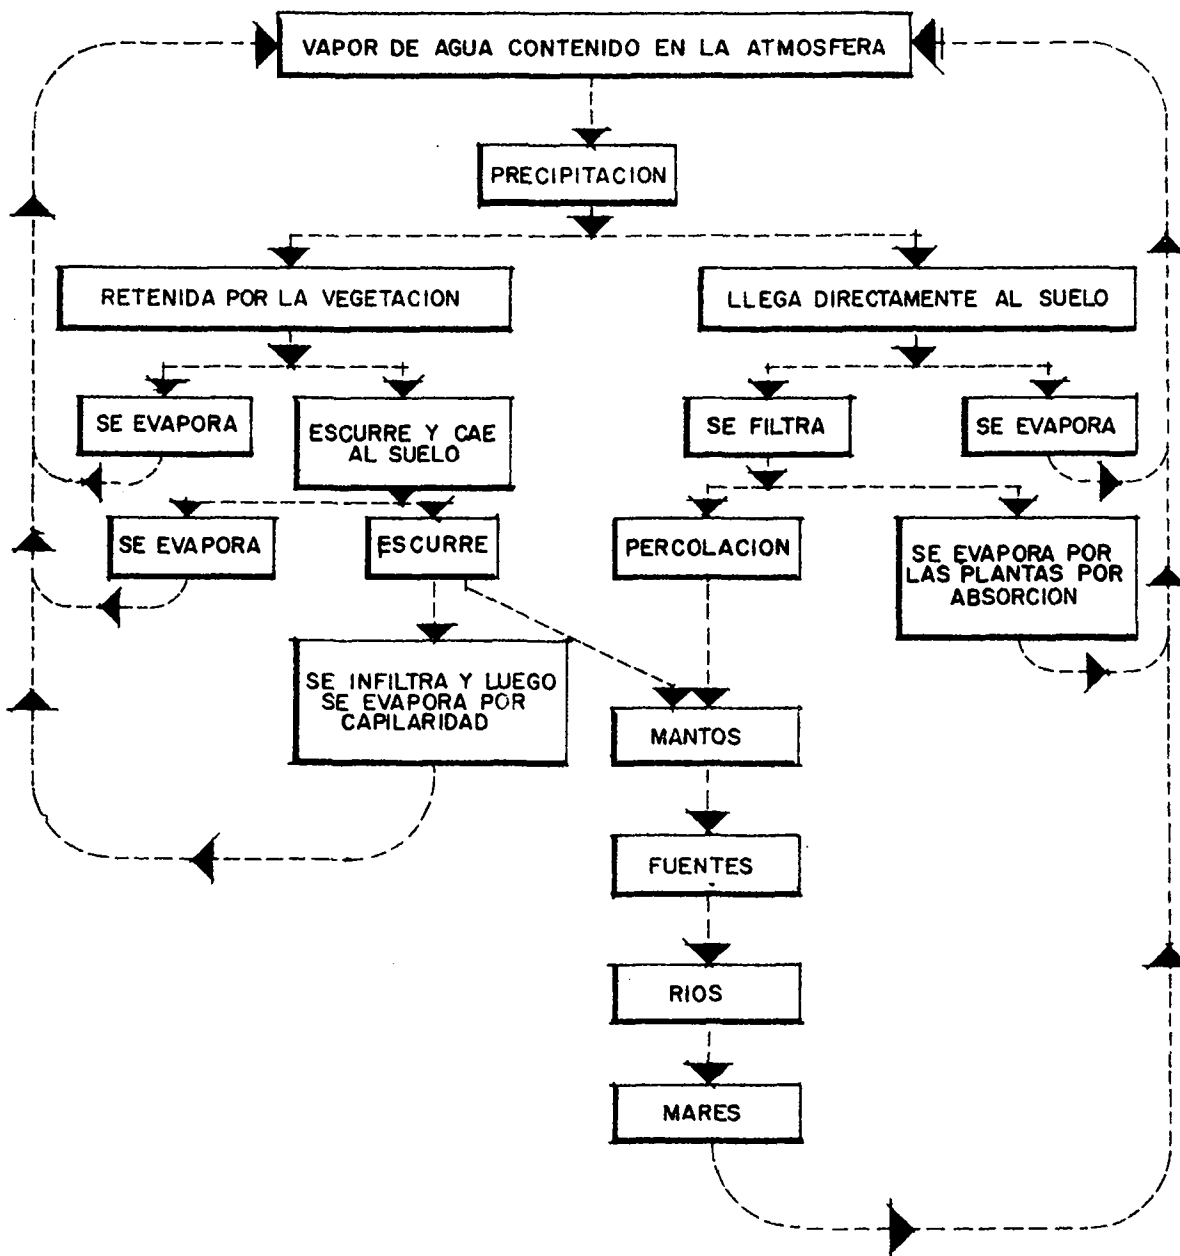 VAPOR DE AGUA CONTENIDO EN LA ATMOSFERA
PRECIPITACION
RETENIDA POR LA VEGETACION
LLEGA DIRECTAMENTE AL SUELO
SE EVAPORA
ESCURRE Y CAE
AL SUELO
SE FILTRA
SE EVAPORA
SE EVAPORA
ESCURRE
PERCOLACION
SE EVAPORA POR
LAS PLANTAS POR
ABSORCION
SE INFILTRA Y LUEGO
SE EVAPORA POR
CAPILARIDAD
MANTOS
FUENTES
RIOS
MARES